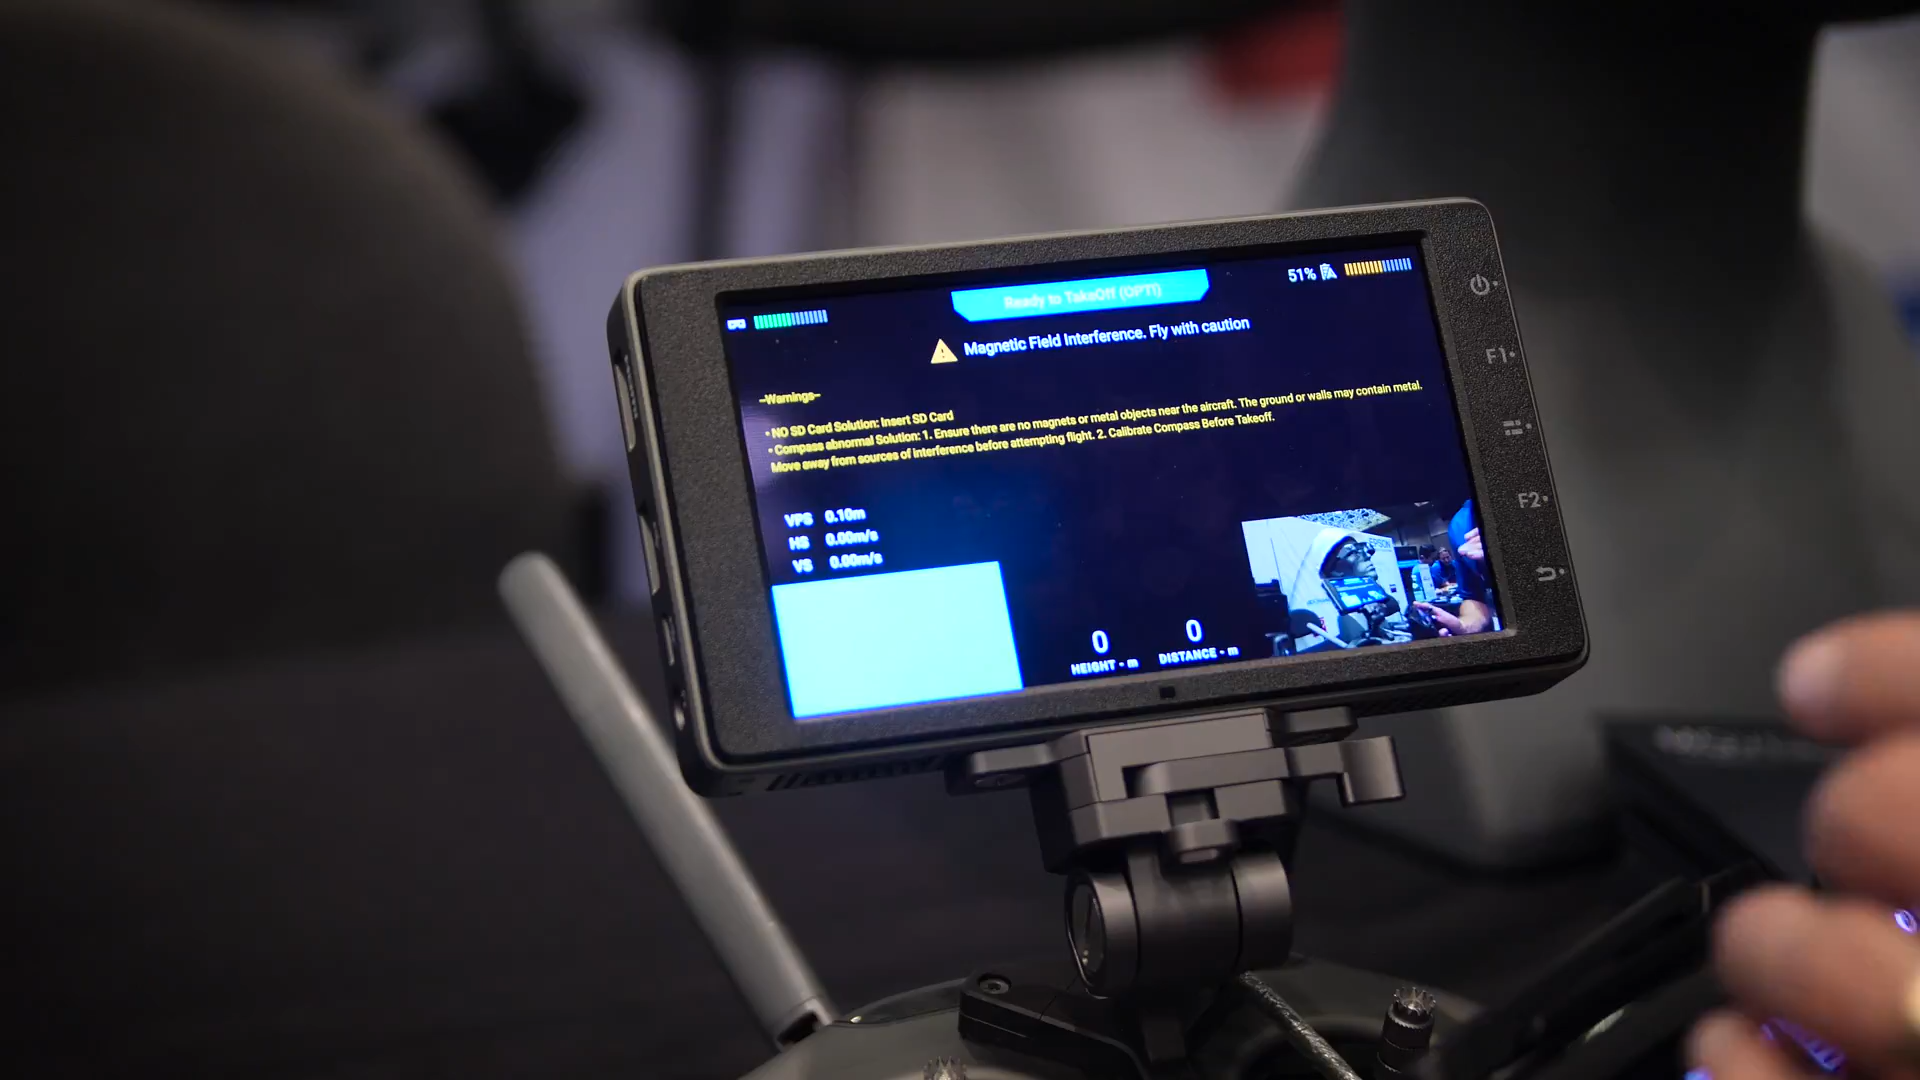 51%
Ready to TakeOff (OPTI)
Magnetic Field Interference. Fly with caution
F1
--Warnings--
• NO SD Card Solution: Insert SD Card
• Compass abnormal Solution: 1. Ensure there are no magnets or metal objects near the aircraft. The ground or walls may contain metal.
Move away from sources of interference before attempting flight. 2. Calibrate Compass Before Takeoff.
F2
VPS 0.10m
HS 0.00m/s
VS 0.00m/s
EPSON
0 0
HEIGHT - m DISTANCE - m